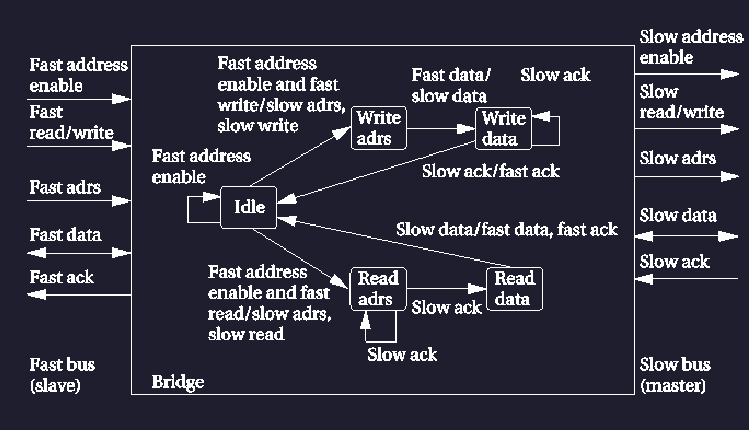 Fast address
enable
Fast
read/write
Fast adrs
Fast data
Fast ack
Fast bus
(slave)
Fast address
enable and fast
write/slow adrs,
slow write
Fast data/
slow data
Slow ack
Write
adrs
Write
data
Fast address
enable
Slow ack/fast ack
Idle
Slow data/fast data, fast ack
Fast address
enable and fast
read/slow adrs,
slow read
Read
adrs
Slow ack
Read
data
Slow ack
Bridge
Slow address
enable
Slow
read/write
Slow adrs
Slow data
Slow ack
Slow bus
(master)